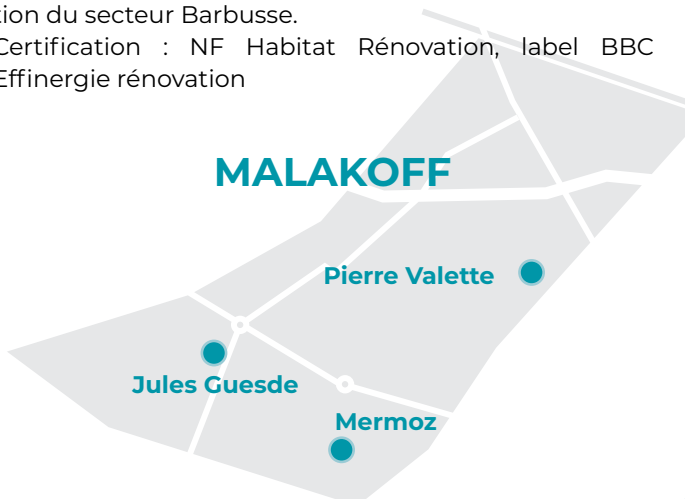 tion du secteur Barbusse.
Certification : NF Habitat Rénovation, label BBC
Effinergie rénovation
MALAKOFF
Pierre Valette
Jules Guesde
Mermoz